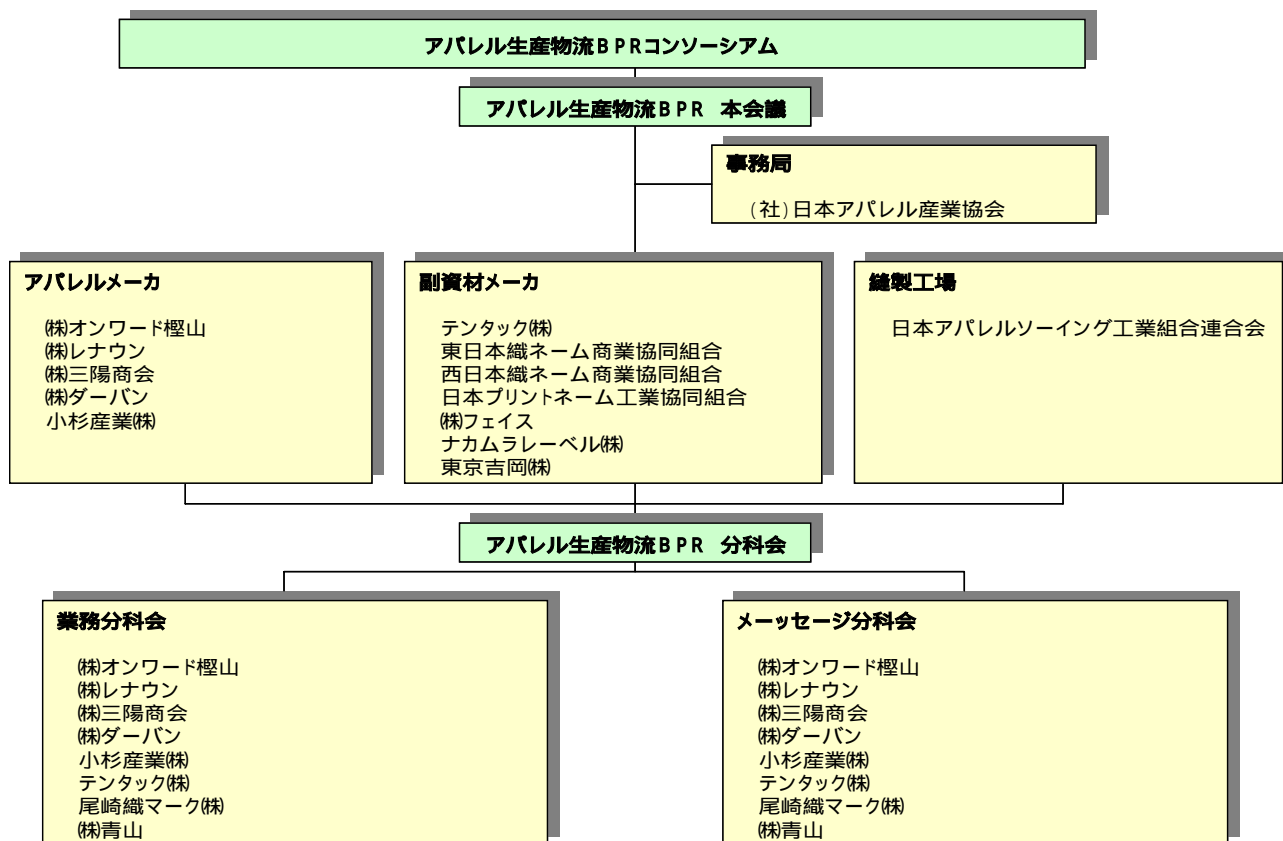 アパレル生産物流BPRコンソーシアム
アパレル生産物流BPR 本会議
事務局
(社)日本アパレル産業協会
アパレルメーカ
㈱オンワード樫山
㈱レナウン
㈱三陽商会
㈱ダーバン
小杉産業㈱
副資材メーカ
テンタック㈱
東日本織ネーム商業協同組合
西日本織ネーム商業協同組合
日本プリントネーム工業協同組合
㈱フェイス
ナカムラレーベル㈱
東京吉岡㈱
縫製工場
日本アパレルソーイング工業組合連合会
アパレル生産物流BPR 分科会
業務分科会
㈱オンワード樫山
㈱レナウン
㈱三陽商会
㈱ダーバン
小杉産業㈱
テンタック㈱
尾崎織マーク㈱
㈱青山
メーッセージ分科会
㈱オンワード樫山
㈱レナウン
㈱三陽商会
㈱ダーバン
小杉産業㈱
テンタック㈱
尾崎織マーク㈱
㈱青山